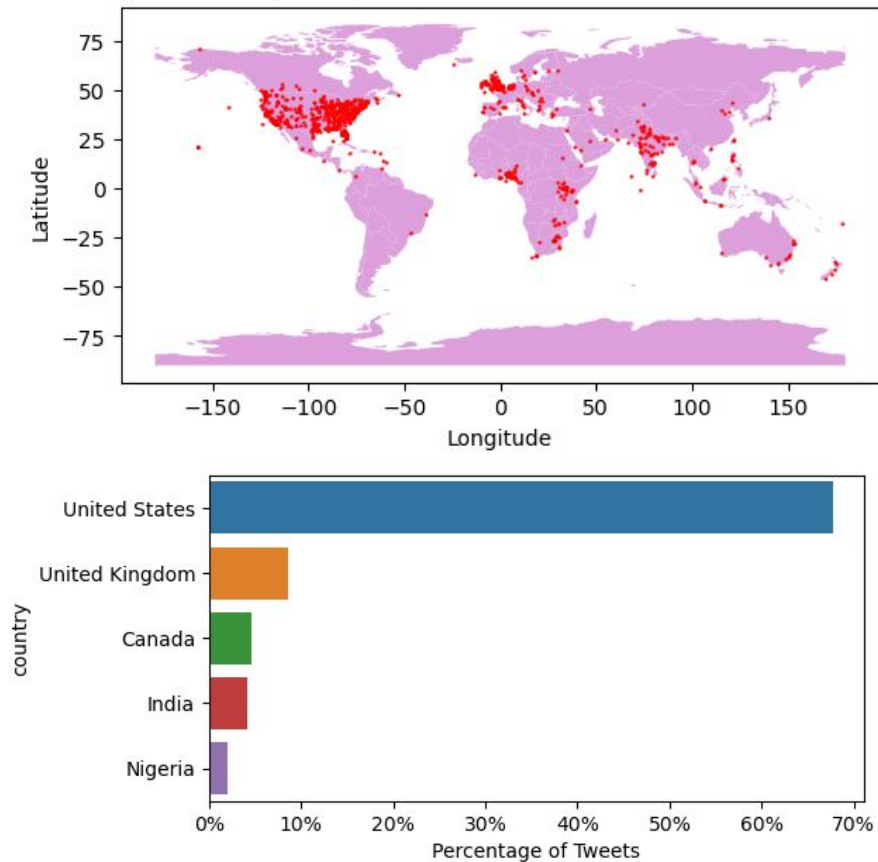 75
50
25
0
−25
−50
−75
Latitude
−150 −100 −50 0 50 100 150
Longitude
United States
United Kingdom
Canada
India
Nigeria
country
0% 10% 20% 30% 40% 50% 60% 70%
Percentage of Tweets